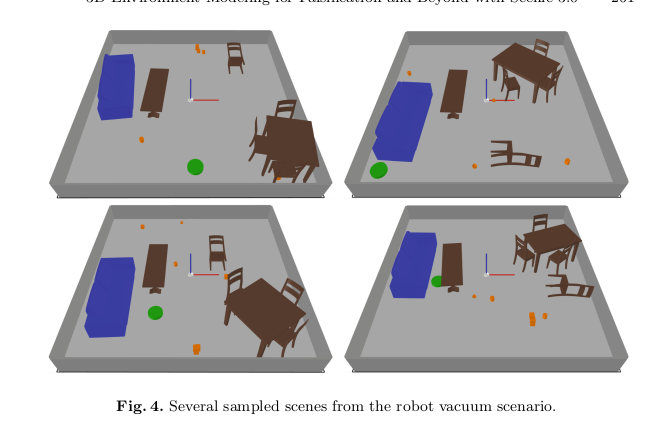 3D Environment Modeling for Falsification and Beyond with Scenic 3.0 261
Fig. 4. Several sampled scenes from the robot vacuum scenario.